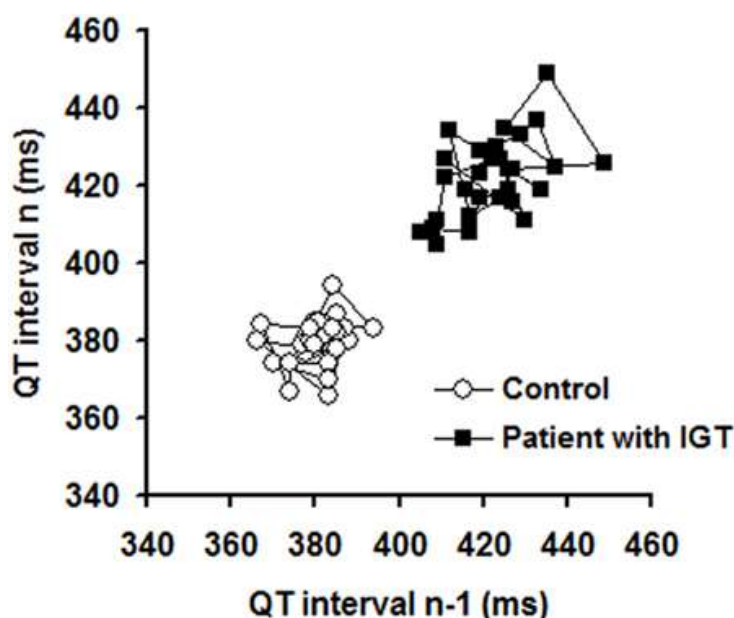 460
440
420
400
380
360
340
QT interval n (ms)
Control
Patient with IGT
340 360 380 400 420 440 460
QT interval n-1 (ms)